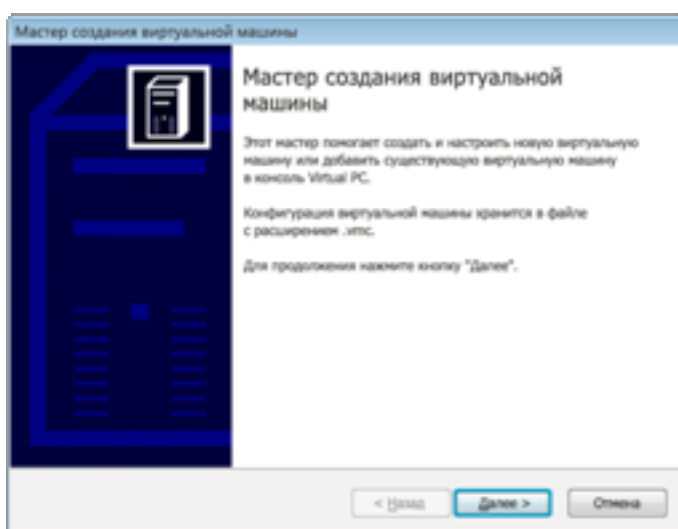 Мастер создания виртуальной машины
Мастер создания виртуальной
машины
Этот мастер помогает создать и настроить новую виртуальную
машину или добавить существующую виртуальную машину
в консоль Virtual PC.
Конфигурация виртуальной машины хранится в файле
с расширением .vmc.
Для продолжения нажмите кнопку "Далее".
< Назад
Далее >
Отмена